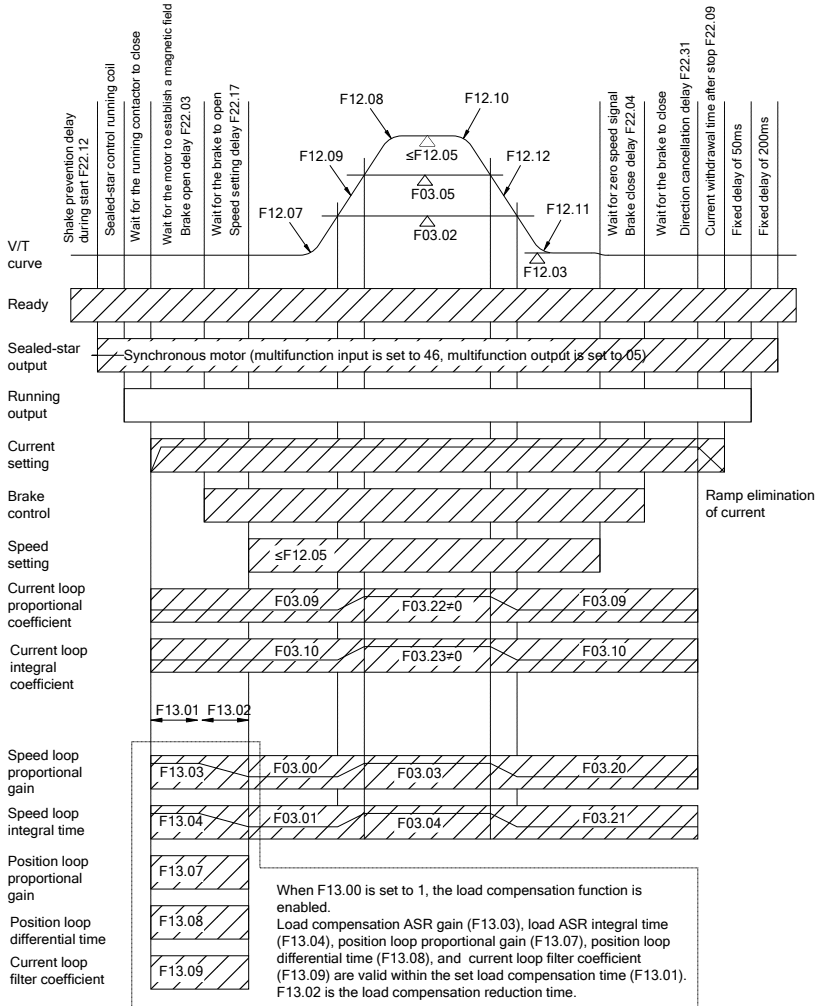 Shake prevention delay
during start F22.12
Sealed-star control running coil
Wait for the running contactor to close
Wait for the motor to establish a magnetic field
Brake open delay F22.03
Wait for the brake to open
Speed setting delay F22.17
Wait for zero speed signal
Brake close delay F22.04
Wait for the brake to close
Direction cancellation delay F22.31
Current withdrawal time after stop F22.09
Fixed delay of 50ms
Fixed delay of 200ms
F12.08
F12.10
≤F12.05
F12.09
F12.12
F03.05
F12.07
F12.11
F03.02
F12.03
V/T
curve
Ready
Sealed-star
output
Synchronous motor (multifunction input is set to 46, multifunction output is set to 05)
Running
output
Current
setting
Brake
control
Ramp elimination
of current
Speed
setting
≤F12.05
Current loop
proportional
coefficient
F03.09
F03.22≠0
F03.09
Current loop
integral
coefficient
F03.10
F03.23≠0
F03.10
F13.01
F13.02
Speed loop
proportional
gain
F13.03
F03.00
F03.03
F03.20
Speed loop
integral time
F13.04
F03.01
F03.04
F03.21
Position loop
proportional
gain
F13.07
Position loop
differential time
F13.08
Current loop
filter coefficient
F13.09
When F13.00 is set to 1, the load compensation function is
enabled.
Load compensation ASR gain (F13.03), load ASR integral time
(F13.04), position loop proportional gain (F13.07), position loop
differential time (F13.08), and current loop filter coefficient
(F13.09) are valid within the set load compensation time (F13.01).
F13.02 is the load compensation reduction time.